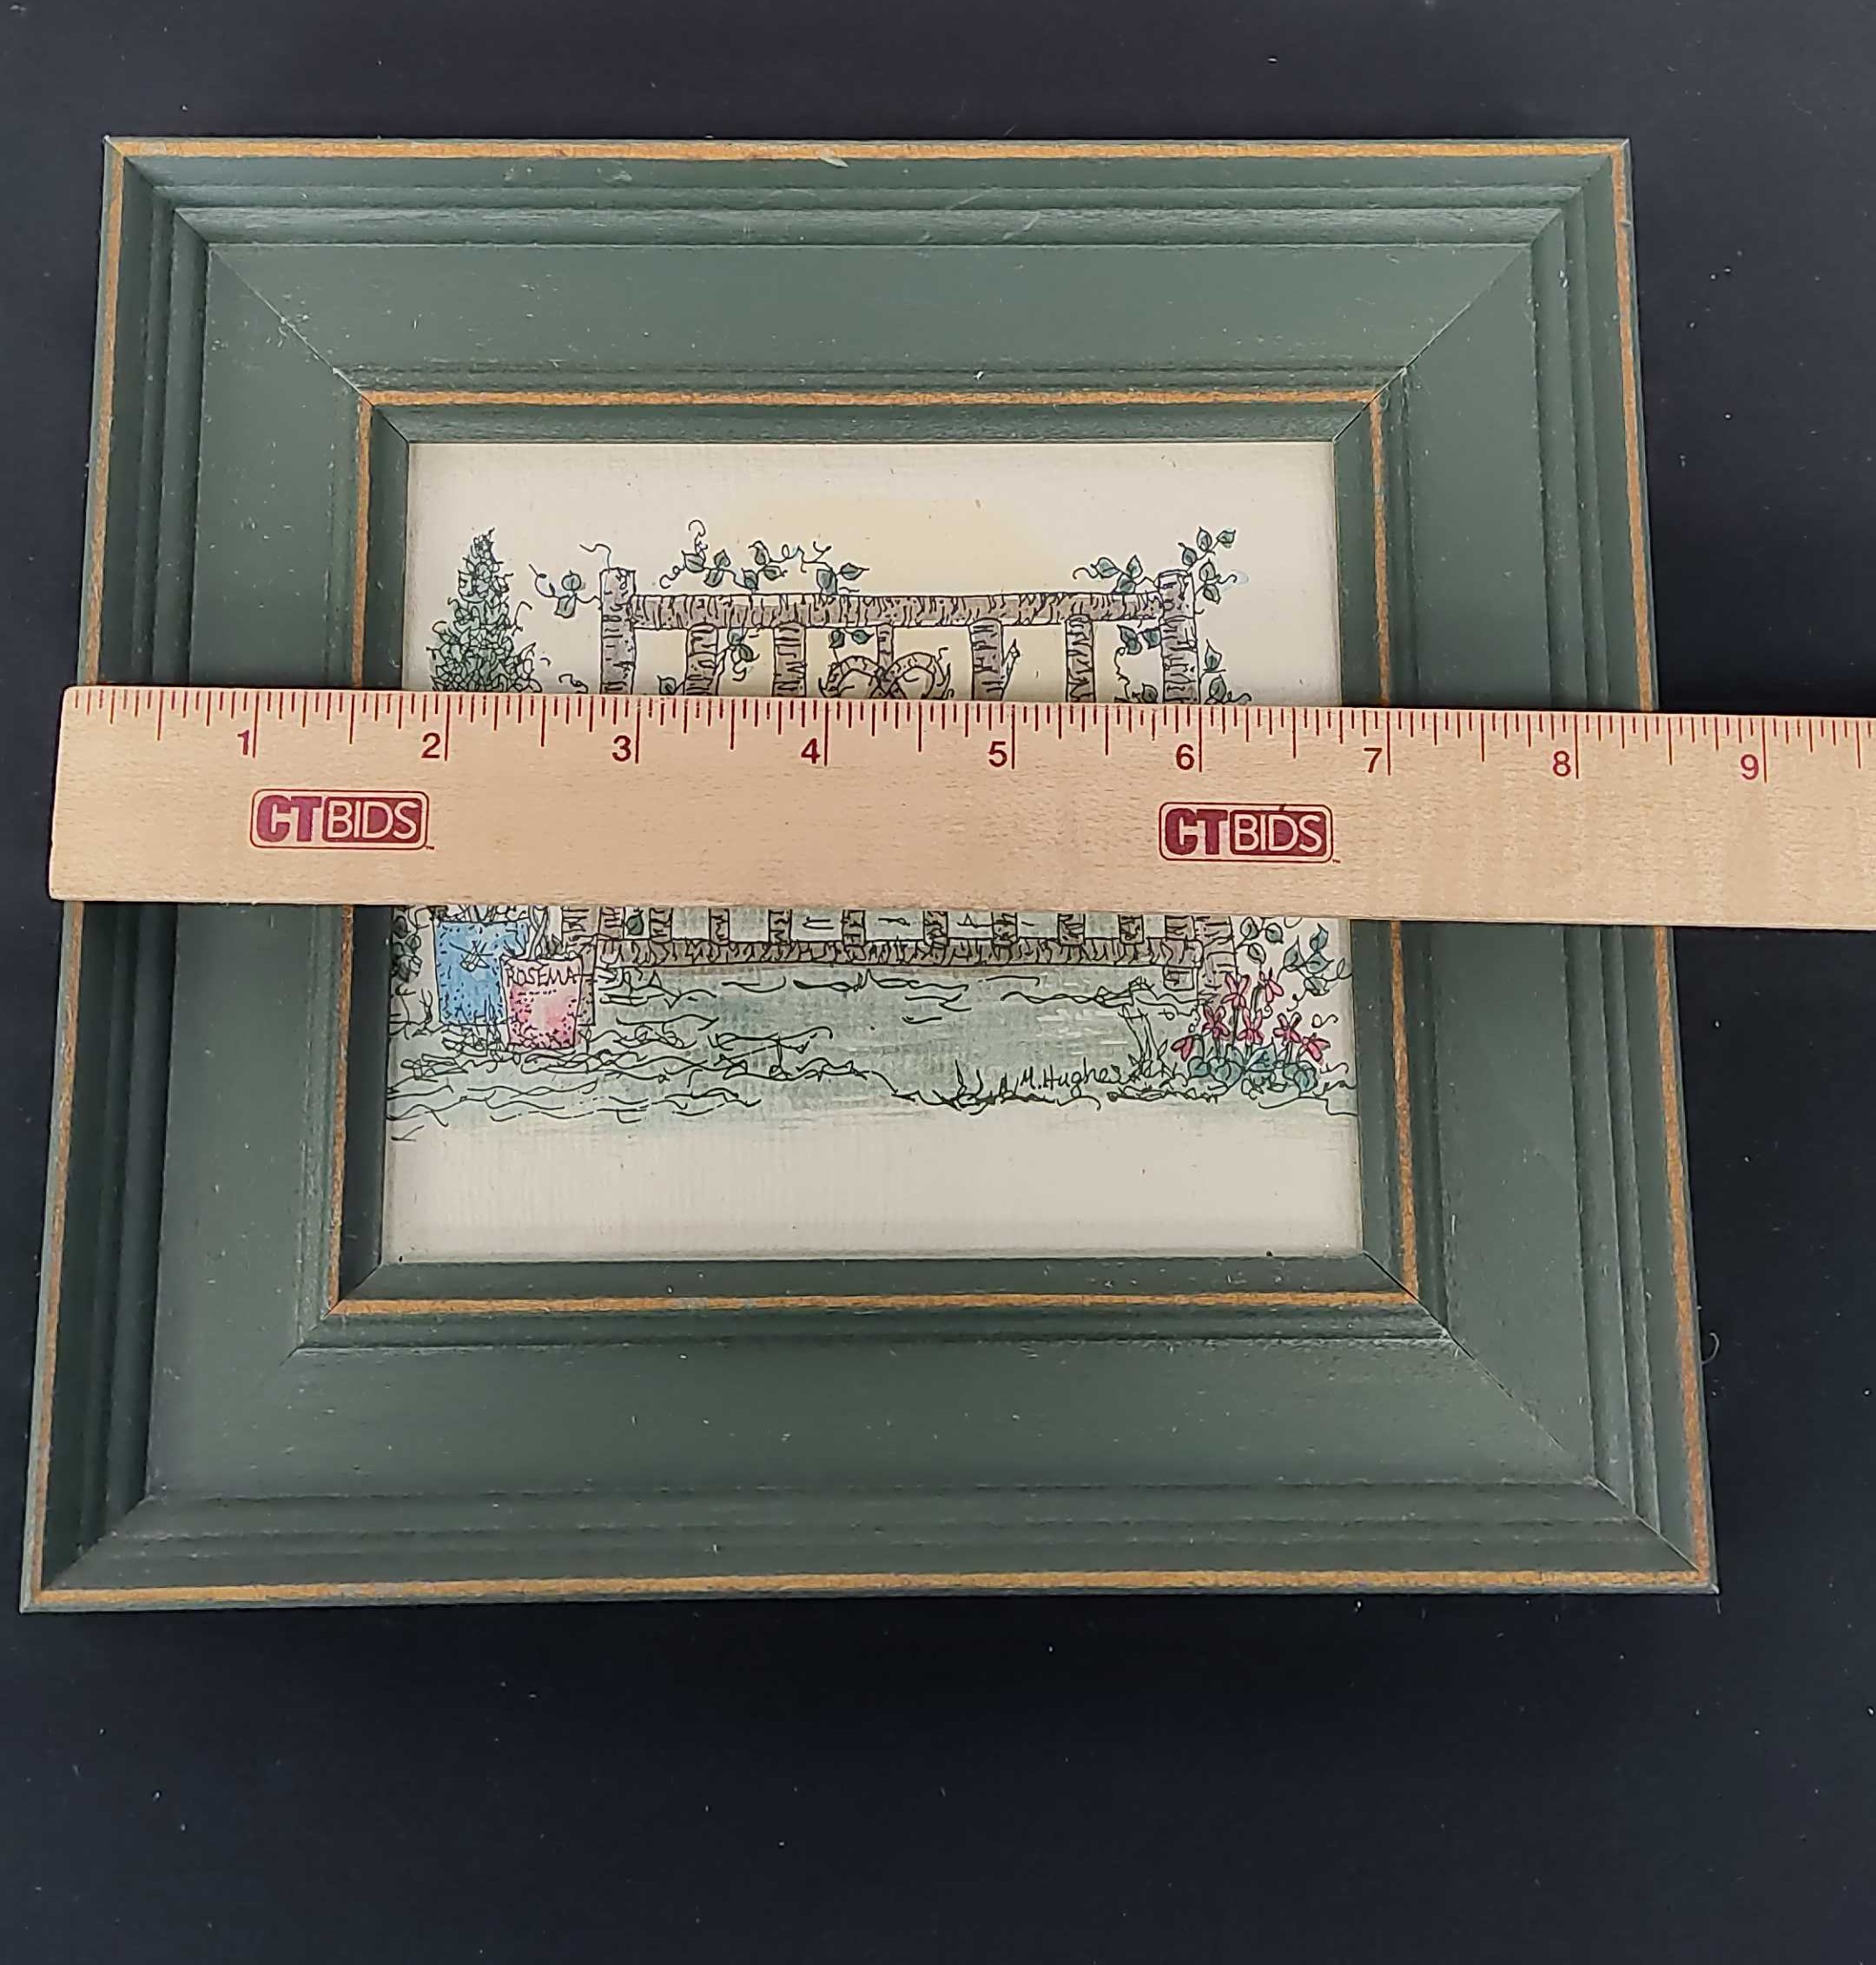 1 2 3 4 5 6 7 8 9
CTBIDS CTBIDS
ROSEMA
M.Hughes